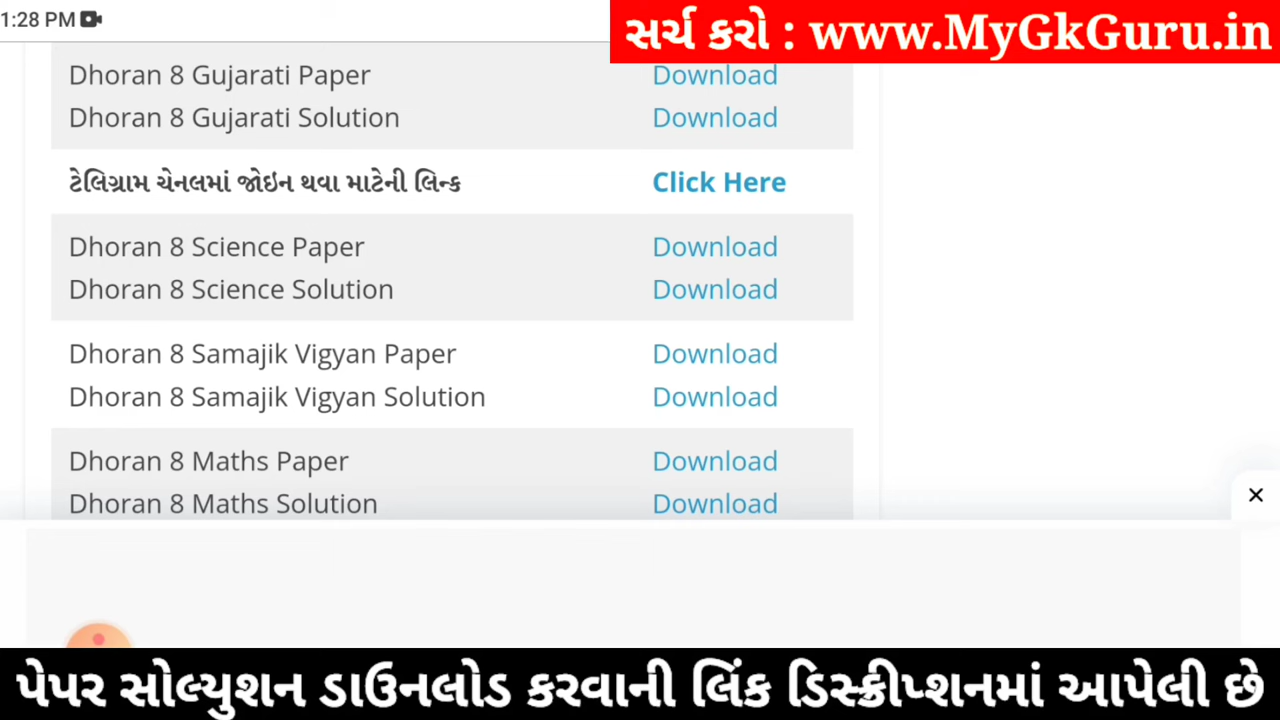 1:28 PM
સર્ચ કરો : www.MyGkGuru.in
Dhoran 8 Gujarati Paper Download
Dhoran 8 Gujarati Solution Download
ટેલિગ્રામ ચેનલમાં જોઇન થવા માટેની લિન્ક Click Here
Dhoran 8 Science Paper Download
Dhoran 8 Science Solution Download
Dhoran 8 Samajik Vigyan Paper Download
Dhoran 8 Samajik Vigyan Solution Download
Dhoran 8 Maths Paper Download
Dhoran 8 Maths Solution Download
પેપર સોલ્યુશન ડાઉનલોડ કરવાની લિંક ડિસ્ક્રીપ્શનમાં આપેલી છે